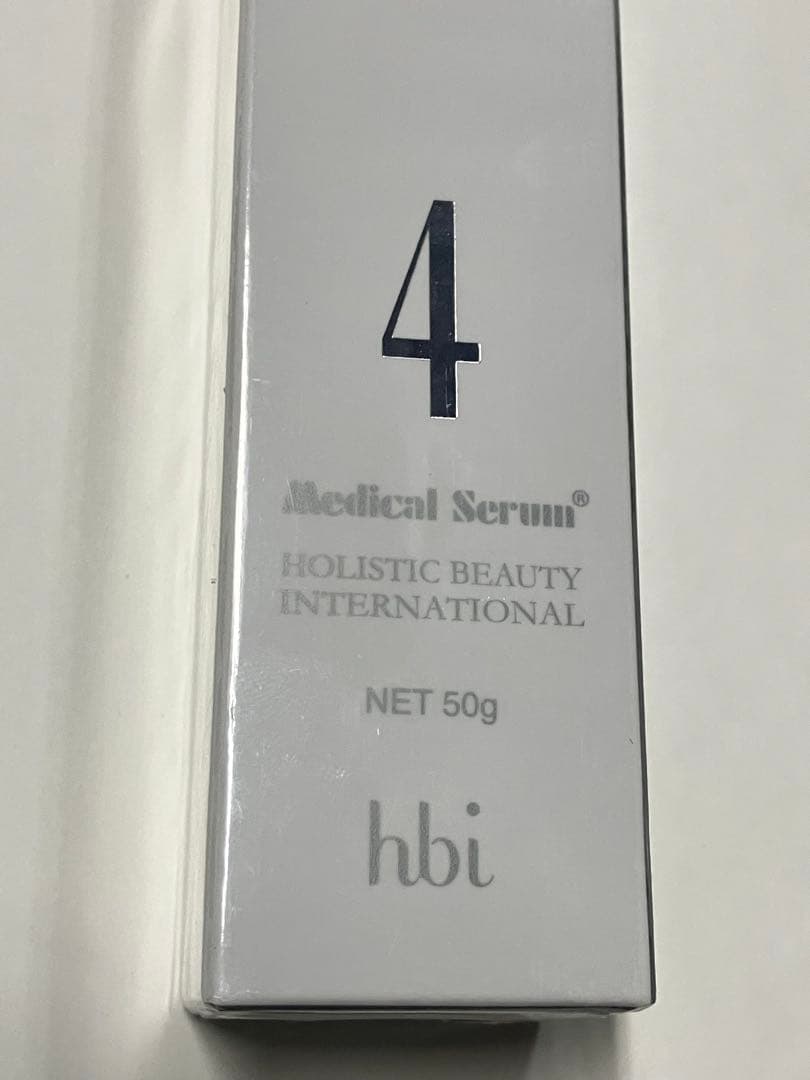 4
Medical Serum®
HOLISTIC BEAUTY
INTERNATIONAL
NET 50g
hbi